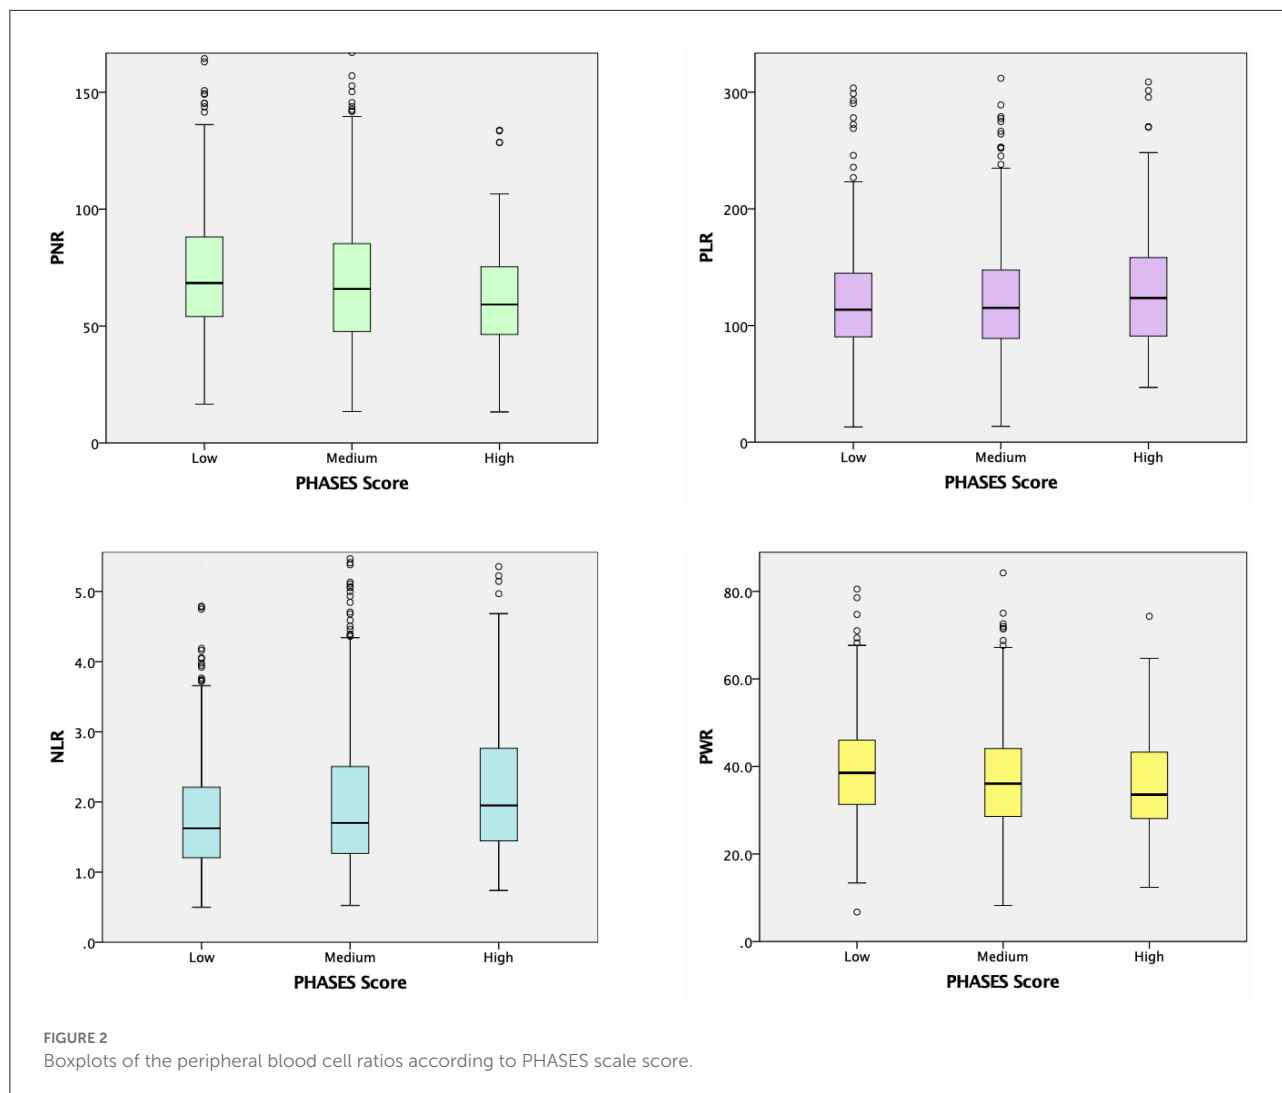 150
100
50
0
PNR
Low
Medium
High
PHASES Score
300
200
100
0
PLR
Low
Medium
High
PHASES Score
5.0
4.0
3.0
2.0
1.0
.0
NLR
Low
Medium
High
PHASES Score
80.0
60.0
40.0
20.0
.0
PWR
Low
Medium
High
PHASES Score
FIGURE 2
Boxplots of the peripheral blood cell ratios according to PHASES scale score.